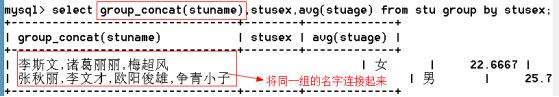 mysql> select group_concat(stuname),stusex,avg(stuage) from stu group by stusex;
+-----------------------------------------+--------+-------------+
| group_concat(stuname) | stusex | avg(stuage) |
李斯文,诸葛丽丽,梅超风 | 女 | 22.6667 |
张秋丽,李文才,欧阳俊雄,争青小子 | 男 | 25.7
将同一组的名字连接起来